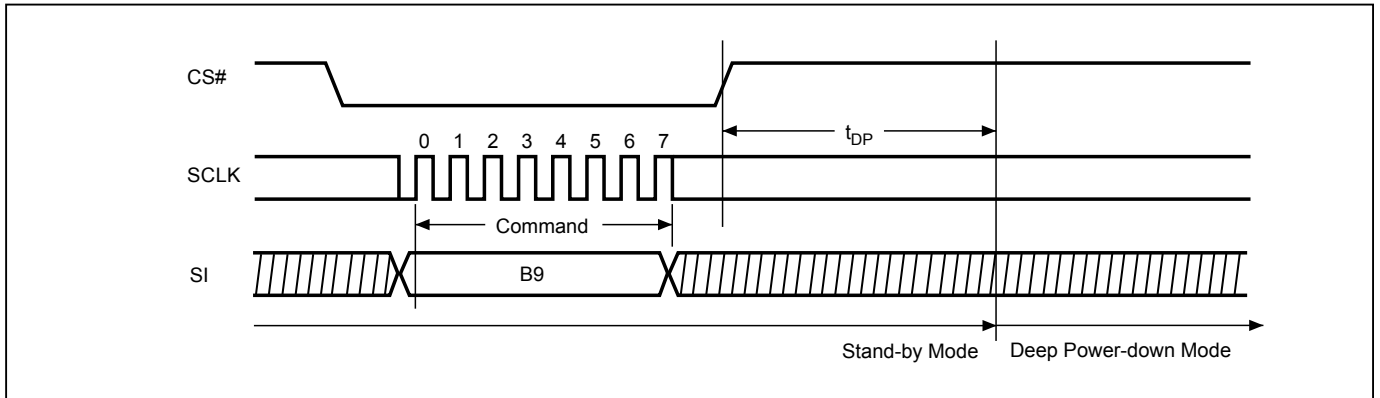 CS#
t_DP
0 1 2 3 4 5 6 7
SCLK
Command
SI
B9
Stand-by Mode Deep Power-down Mode